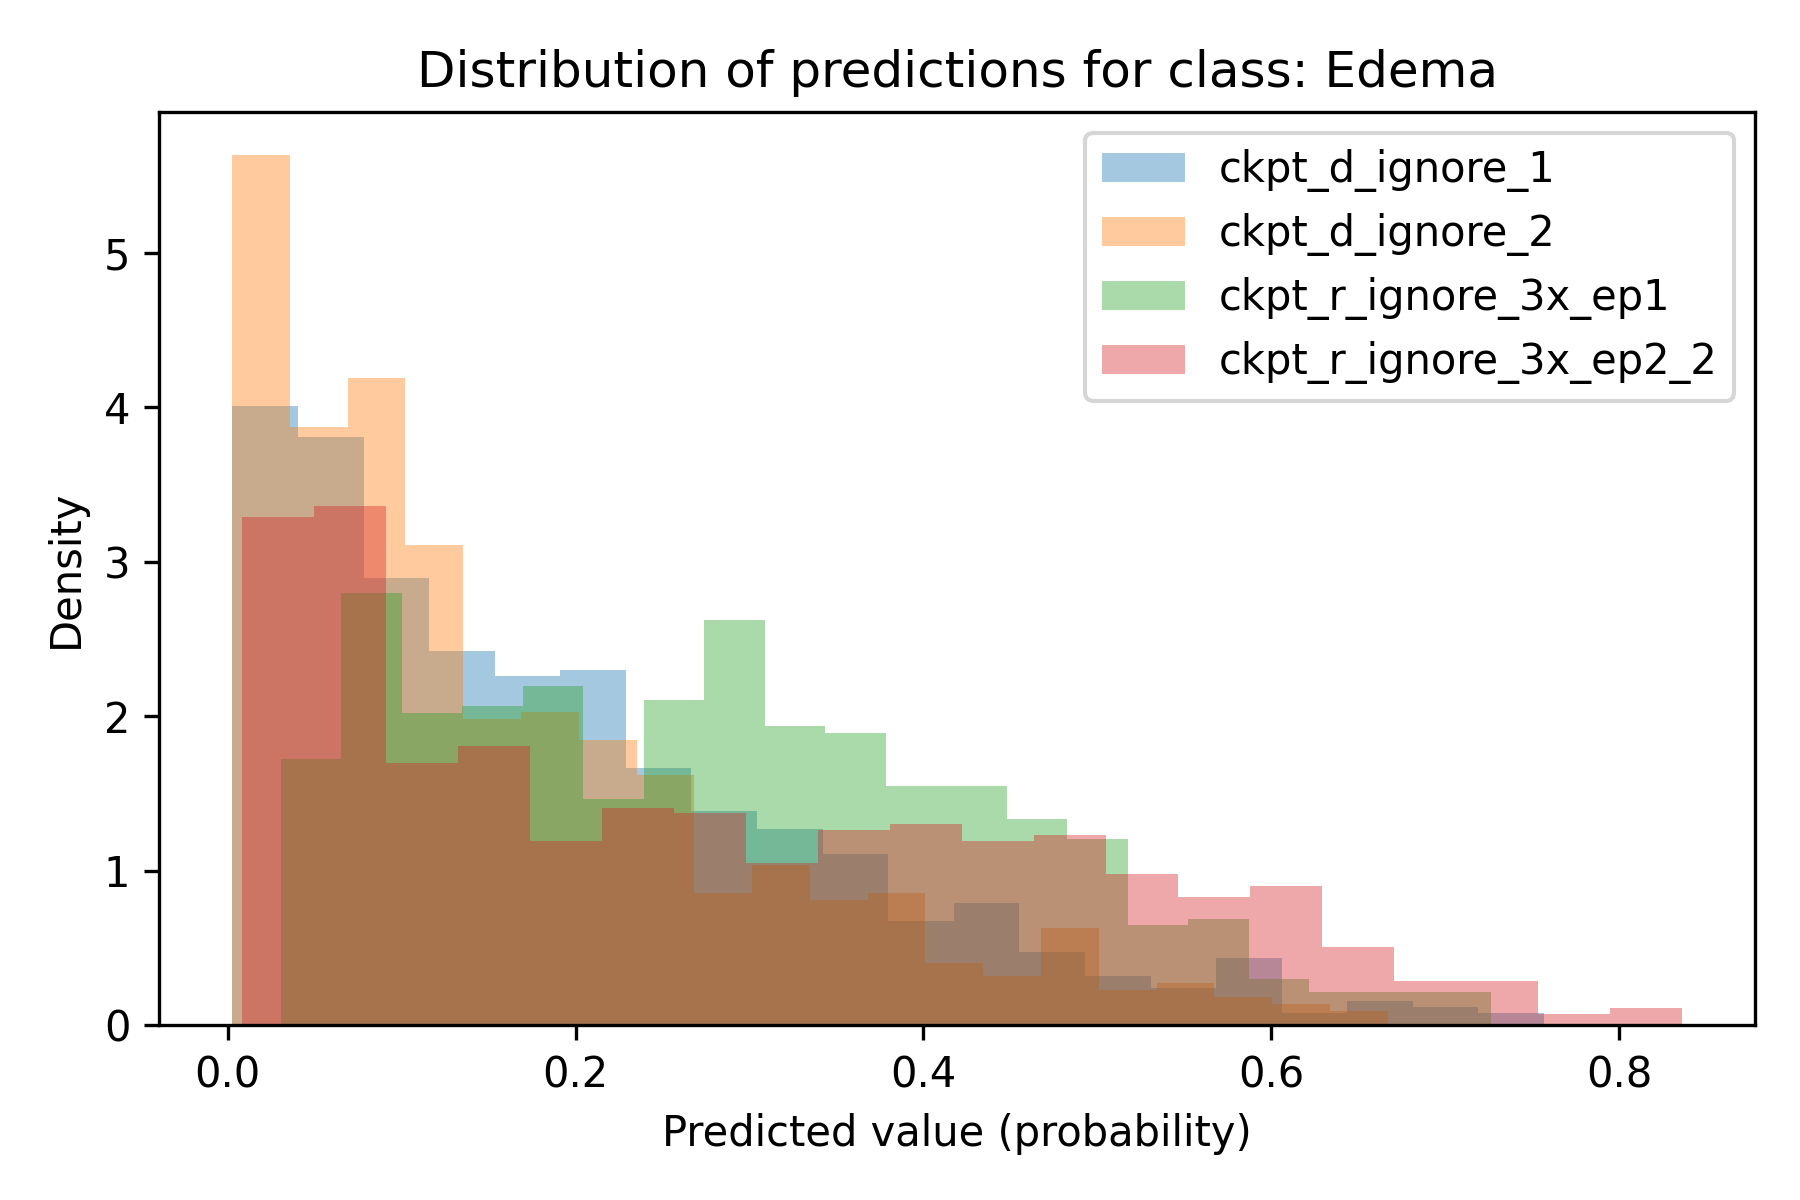 Distribution of predictions for class: Edema
ckpt_d_ignore_1
ckpt_d_ignore_2
ckpt_r_ignore_3x_ep1
ckpt_r_ignore_3x_ep2_2
Density
5
4
3
2
1
0
0.0 0.2 0.4 0.6 0.8
Predicted value (probability)